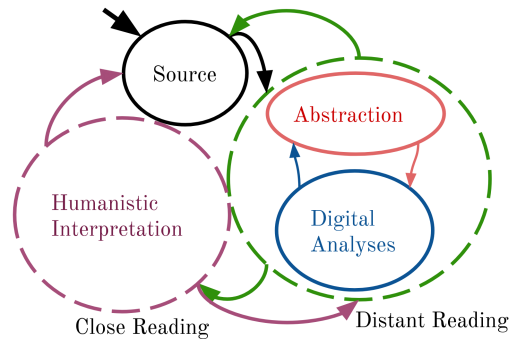 Source
Abstraction
Humanistic
Interpretation
Digital
Analyses
Close Reading
Distant Reading